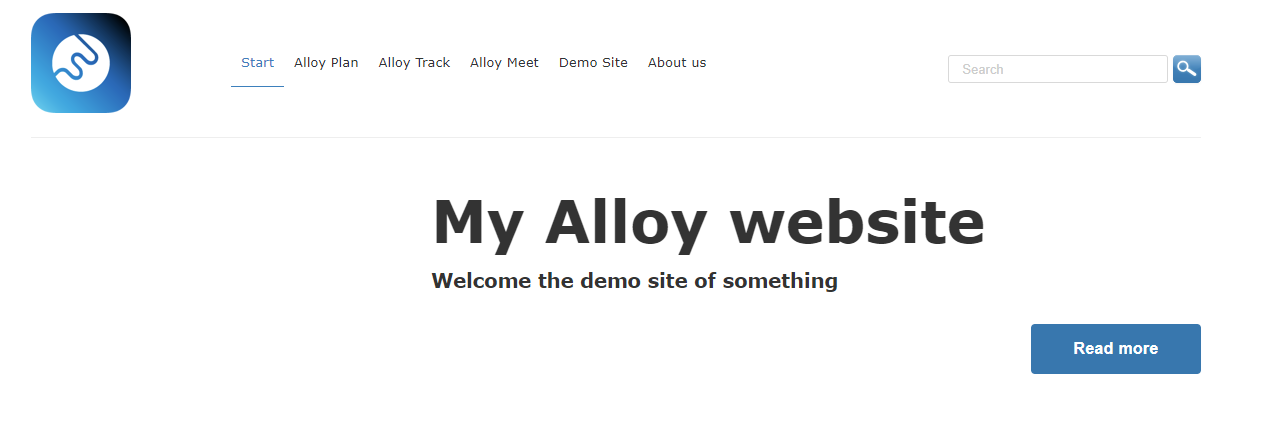 Start Alloy Plan Alloy Track Alloy Meet Demo Site About us Search
My Alloy website
Welcome the demo site of something
Read more